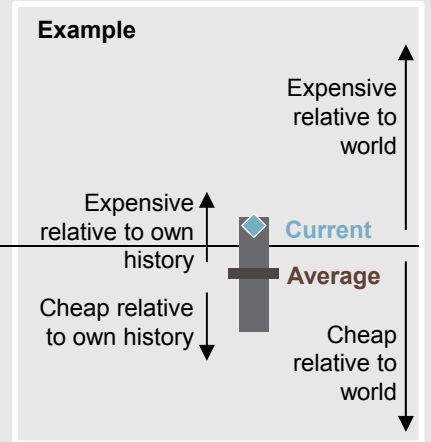 Example
Expensive
relative to
world
Expensive
relative to own
history
Current
Average
Cheap relative
to own history
Cheap
relative to
world